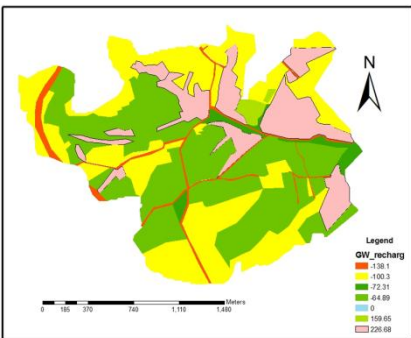 N
Legend
GW_recharg
-138.1
-100.3
-72.31
-64.89
0
159.65
226.68
Meters
0 185 370 740 1,110 1,480